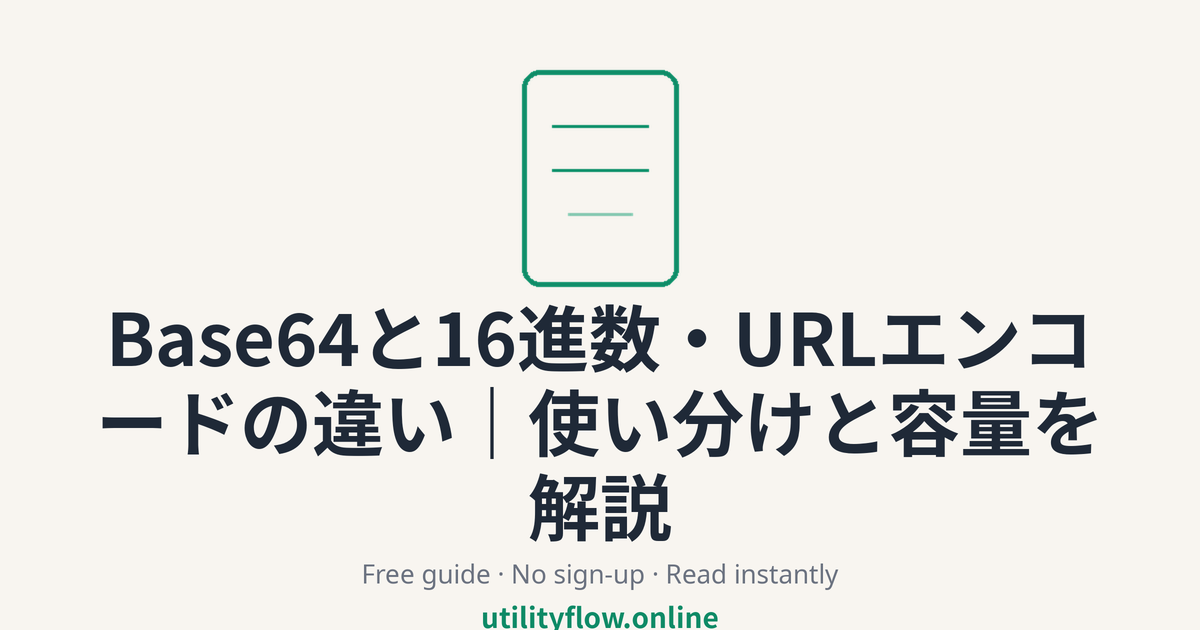 Base64と16進数・URLエンコ
ードの違い｜使い分けと容量を
解説
Free guide · No sign-up · Read instantly
utilityflow.online